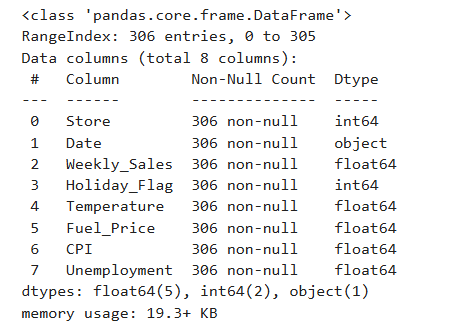 <class 'pandas.core.frame.DataFrame'>
RangeIndex: 306 entries, 0 to 305
Data columns (total 8 columns):
 #   Column        Non-Null Count  Dtype
---  ------        --------------  -----
 0   Store         306 non-null    int64
 1   Date          306 non-null    object
 2   Weekly_Sales  306 non-null    float64
 3   Holiday_Flag  306 non-null    int64
 4   Temperature   306 non-null    float64
 5   Fuel_Price    306 non-null    float64
 6   CPI           306 non-null    float64
 7   Unemployment  306 non-null    float64
dtypes: float64(5), int64(2), object(1)
memory usage: 19.3+ KB